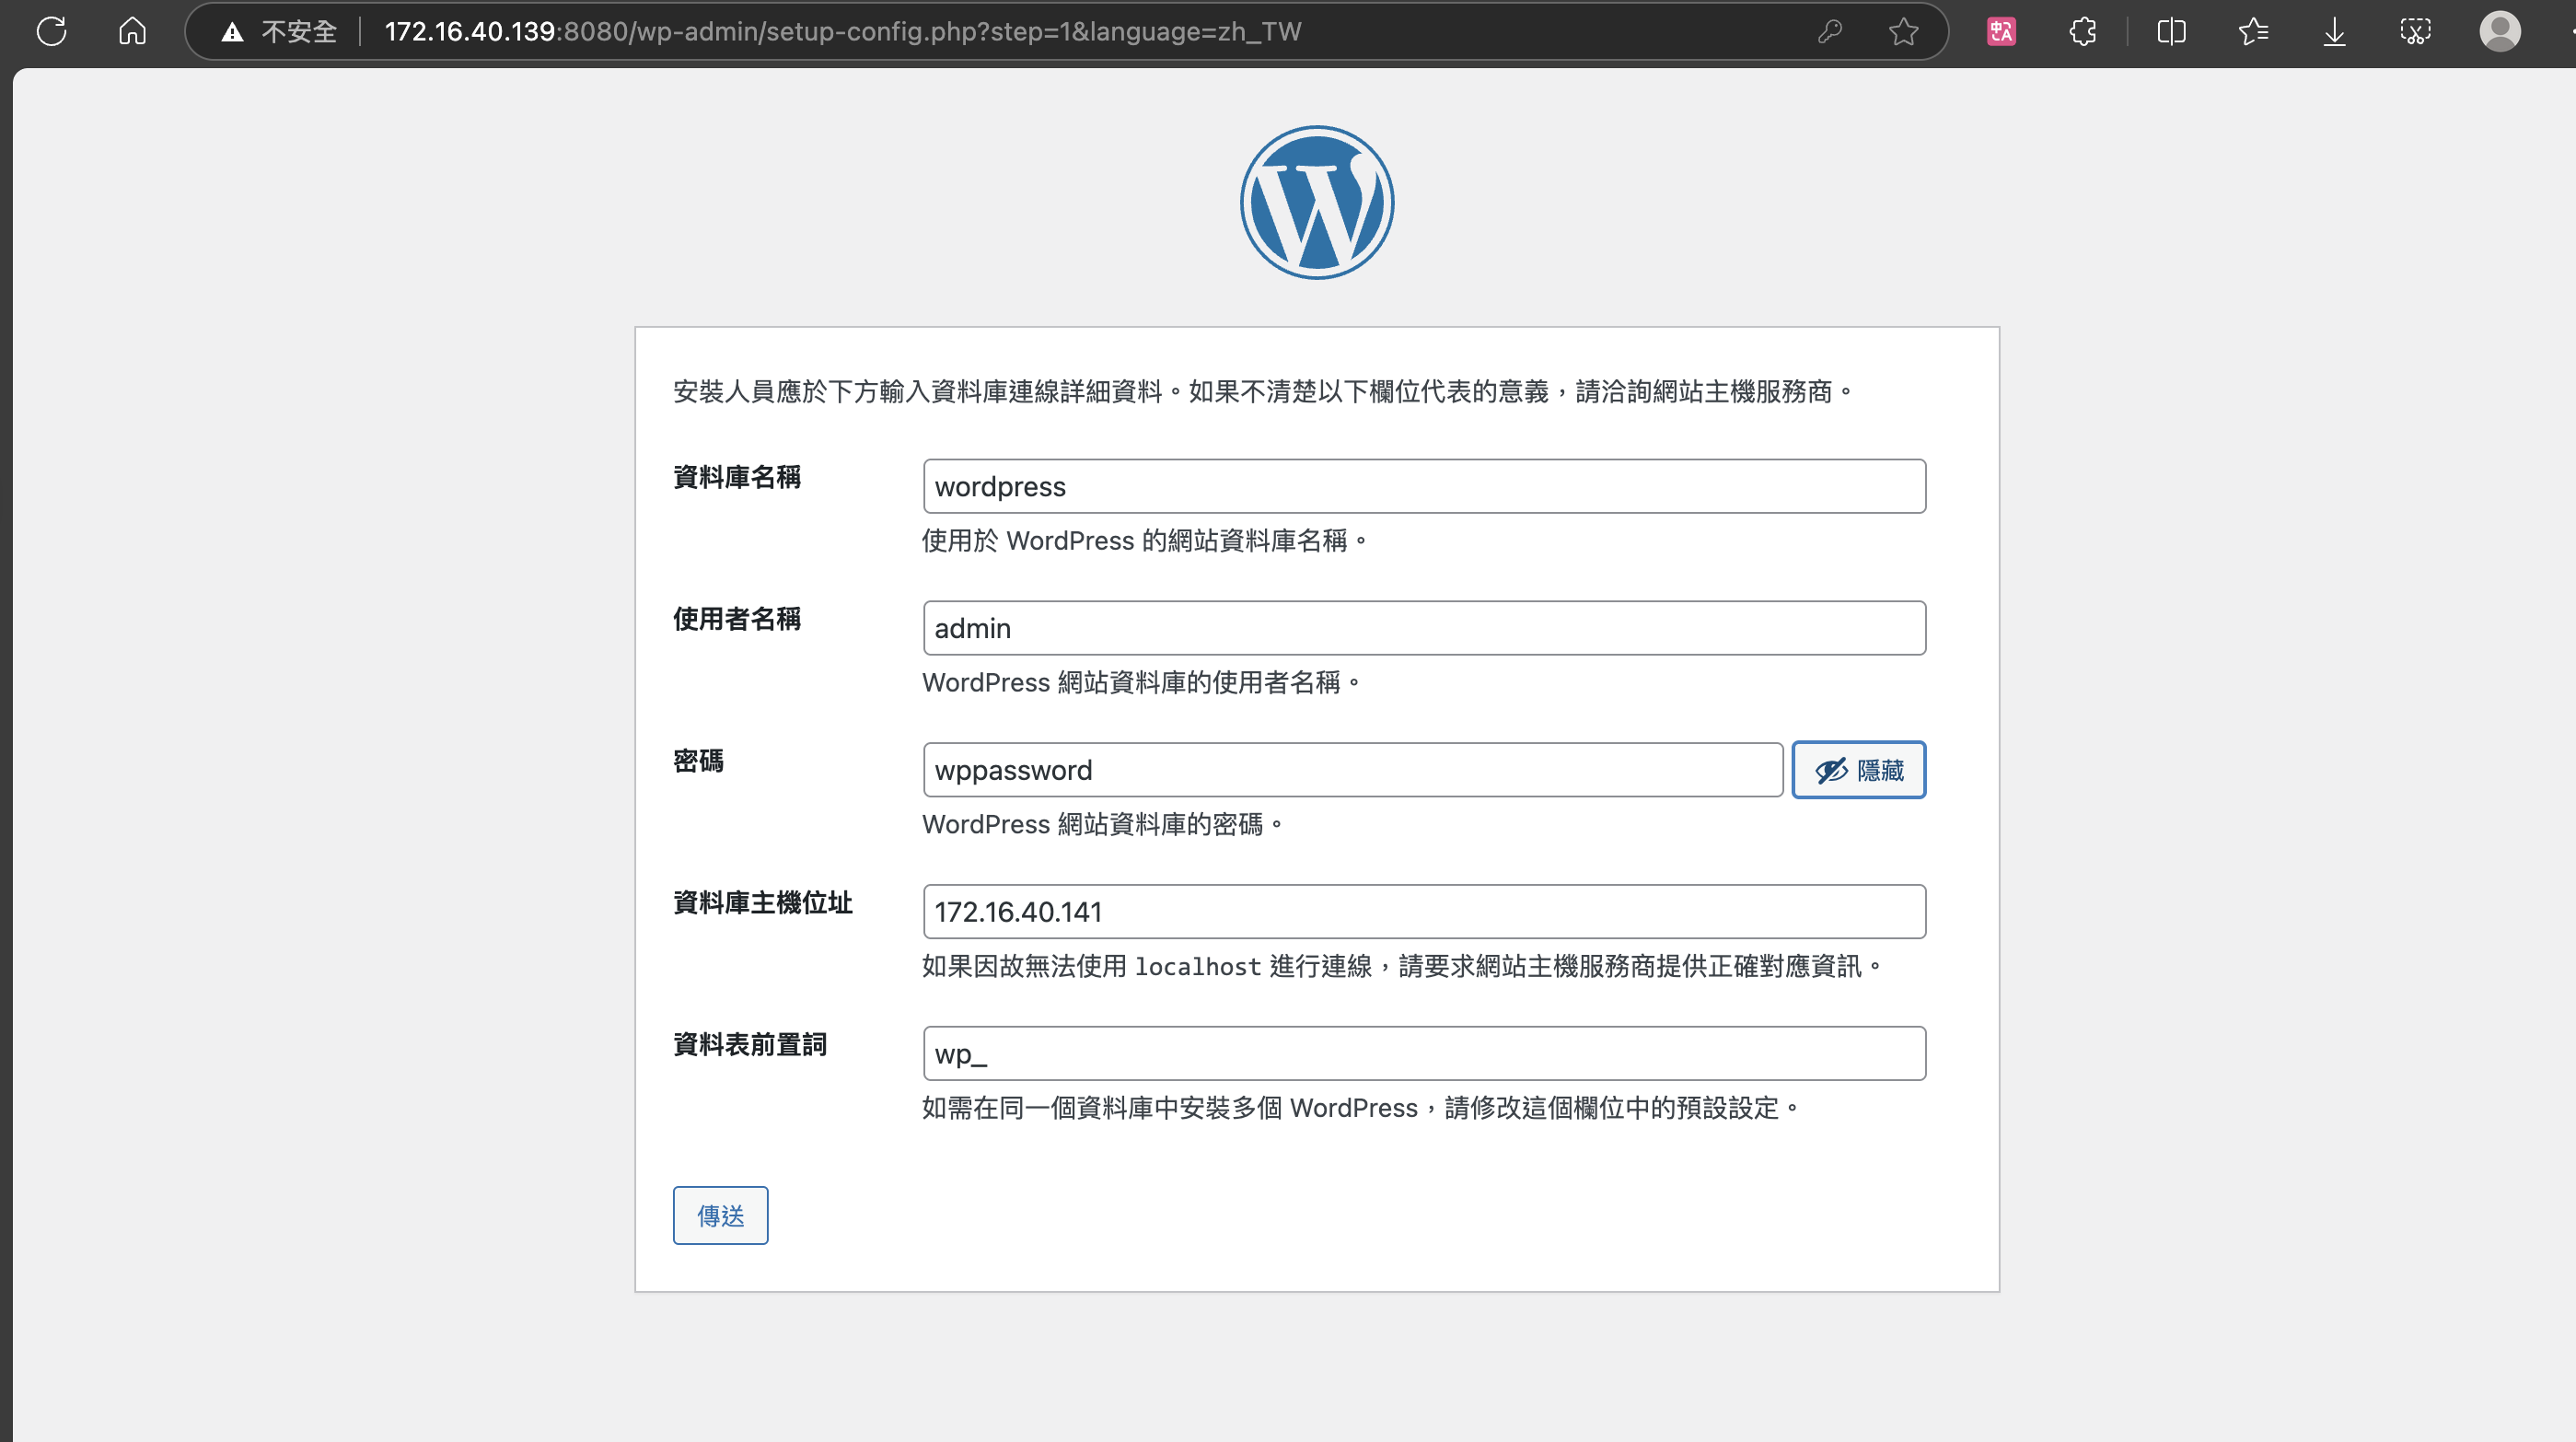 不安全 172.16.40.139:8080/wp-admin/setup-config.php?step=1&language=zh_TW
安裝人員應於下方輸入資料庫連線詳細資料。如果不清楚以下欄位代表的意義，請洽詢網站主機服務商。
資料庫名稱 wordpress
使用於 WordPress 的網站資料庫名稱。
使用者名稱 admin
WordPress 網站資料庫的使用者名稱。
密碼 wppassword 隱藏
WordPress 網站資料庫的密碼。
資料庫主機位址 172.16.40.141
如果因故無法使用 localhost 進行連線，請要求網站主機服務商提供正確對應資訊。
資料表前置詞 wp_
如需在同一個資料庫中安裝多個 WordPress，請修改這個欄位中的預設設定。
傳送